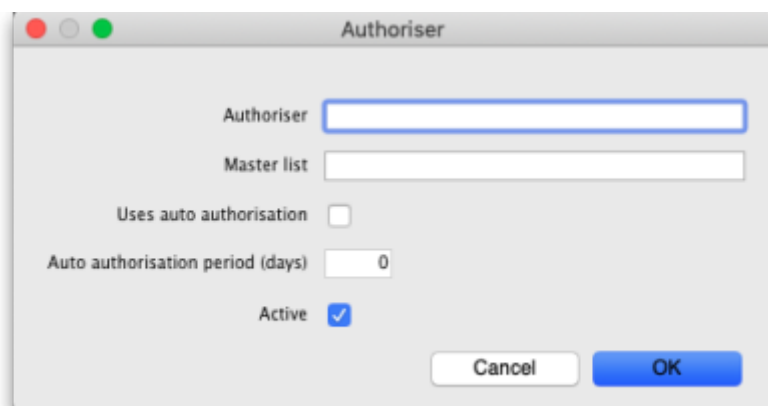 Authoriser
Authoriser
Master list
Uses auto authorisation
Auto authorisation period (days) 0
Active
Cancel OK